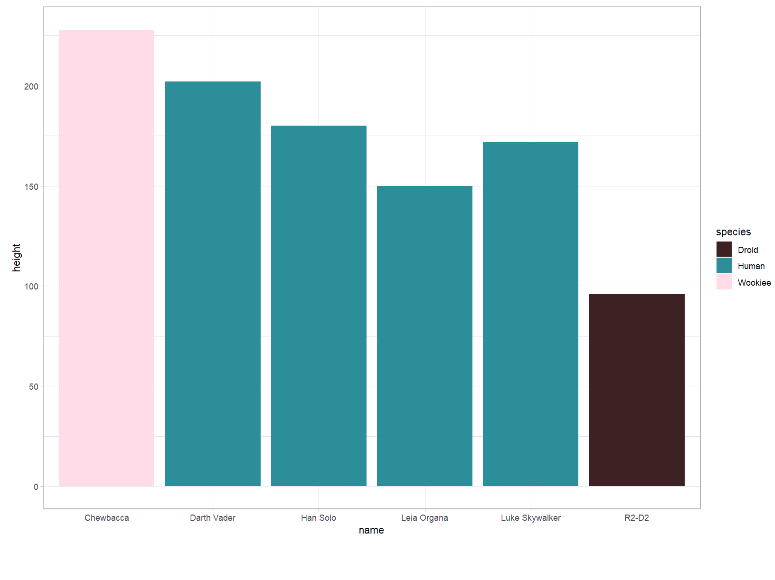 200
150
100
50
0
height
Chewbacca
Darth Vader
Han Solo
Leia Organa
Luke Skywalker
R2-D2
name
species
Droid
Human
Wookiee